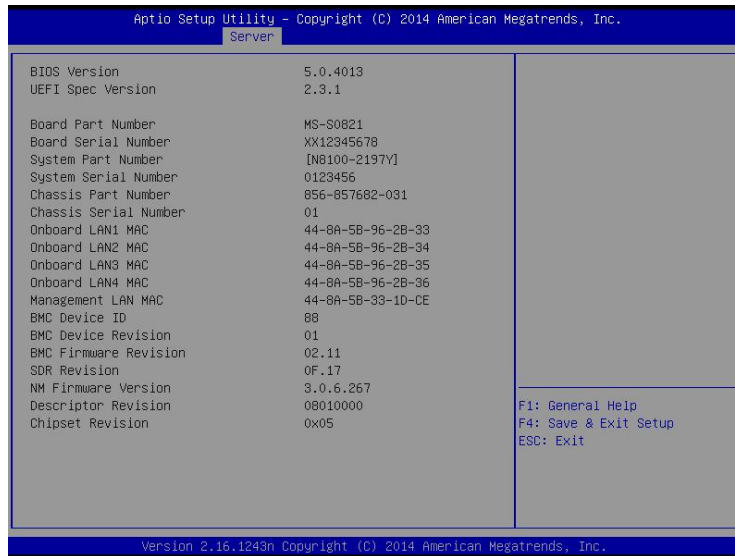 Aptio Setup Utility – Copyright (C) 2014 American Megatrends, Inc.
Server
BIOS Version 5.0.4013
UEFI Spec Version 2.3.1
Board Part Number MS-S0821
Board Serial Number XX12345678
System Part Number [N8100-2197Y]
System Serial Number 0123456
Chassis Part Number 856-857682-031
Chassis Serial Number 01
Onboard LAN1 MAC 44-8A-5B-96-2B-33
Onboard LAN2 MAC 44-8A-5B-96-2B-34
Onboard LAN3 MAC 44-8A-5B-96-2B-35
Onboard LAN4 MAC 44-8A-5B-96-2B-36
Management LAN MAC 44-8A-5B-33-1D-CE
BMC Device ID 88
BMC Device Revision 01
BMC Firmware Revision 02.11
SDR Revision 0F.17
NM Firmware Version 3.0.6.267
Descriptor Revision 08010000
Chipset Revision 0x05
F1: General Help
F4: Save & Exit Setup
ESC: Exit
Version 2.16.1243n Copyright (C) 2014 American Megatrends, Inc.